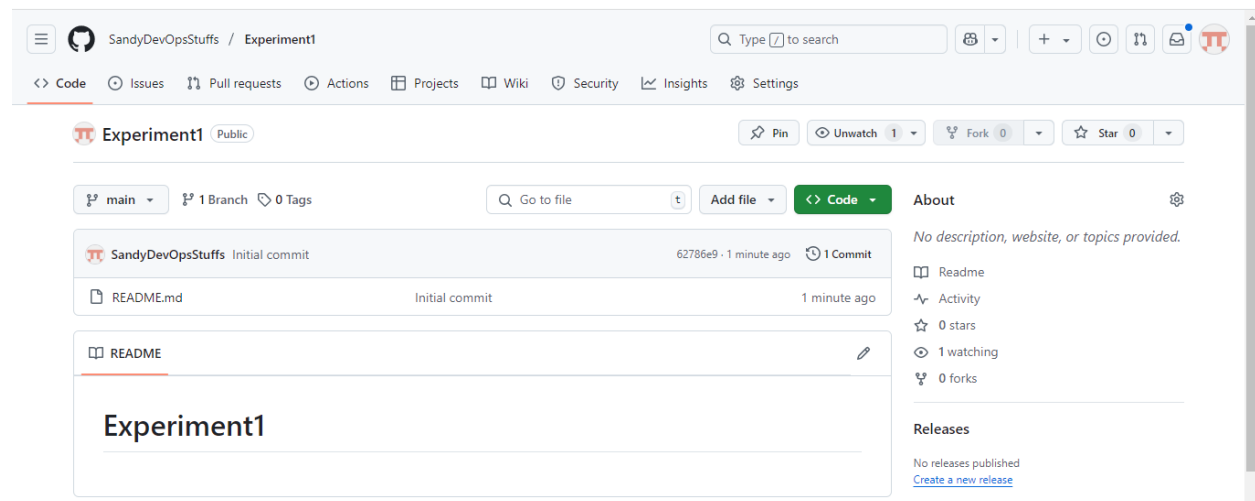 SandyDevOpsStuffs / Experiment1 Type / to search
Code Issues Pull requests Actions Projects Wiki Security Insights Settings
Experiment1 Public Pin Unwatch 1 Fork 0 Star 0
main 1 Branch 0 Tags Go to file t Add file Code
SandyDevOpsStuffs Initial commit 62786e9 · 1 minute ago 1 Commit
README.md Initial commit 1 minute ago
README
Experiment1
About
No description, website, or topics provided.
Readme
Activity
0 stars
1 watching
0 forks
Releases
No releases published
Create a new release